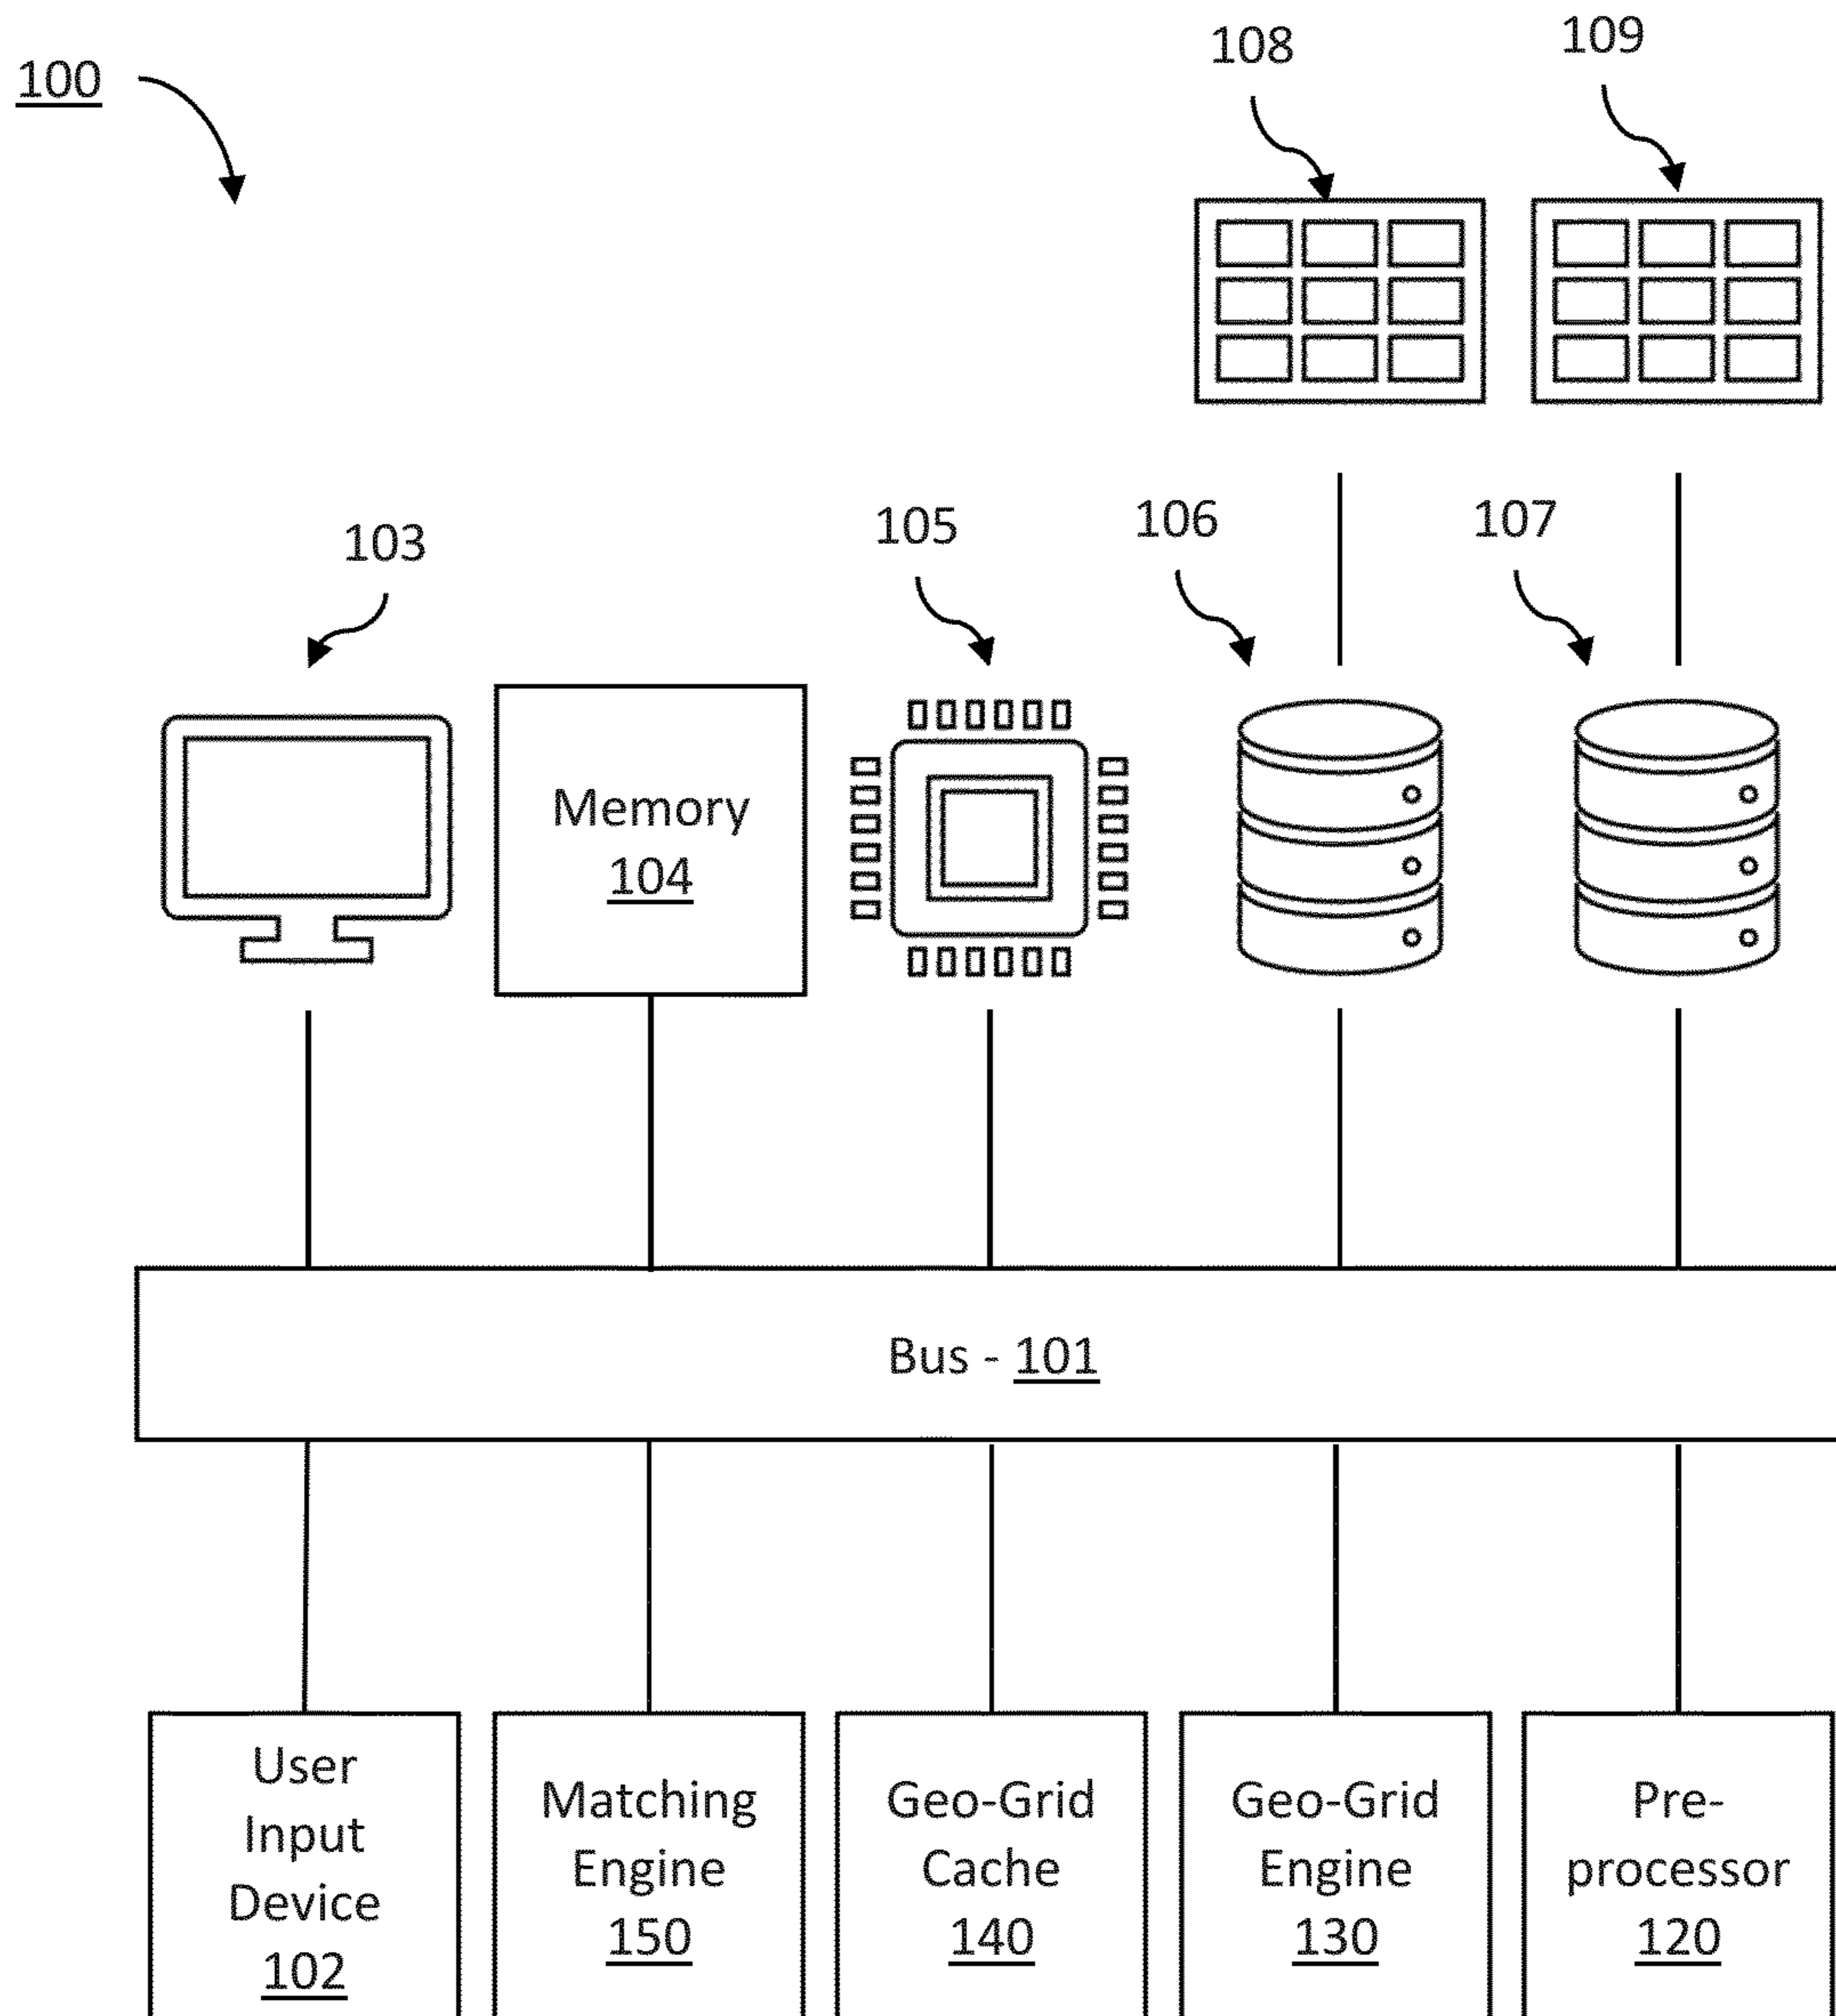 100
108
109
103
105
106
107
Memory
104
Bus - 101
User
Input
Device
102
Matching
Engine
150
Geo-Grid
Cache
140
Geo-Grid
Engine
130
Pre-
processor
120